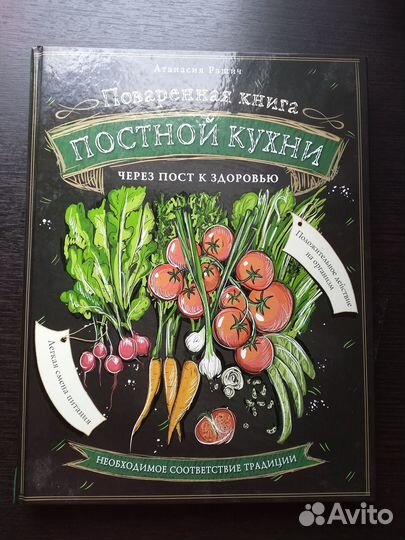 Атанасия Рашич
Поваренная книга
ПОСТНОЙ КУХНИ
ЧЕРЕЗ ПОСТ К ЗДОРОВЬЮ
Положительное действие
на организм
Легкая смена питания
НЕОБХОДИМОЕ СООТВЕТСТВИЕ ТРАДИЦИИ
Avito